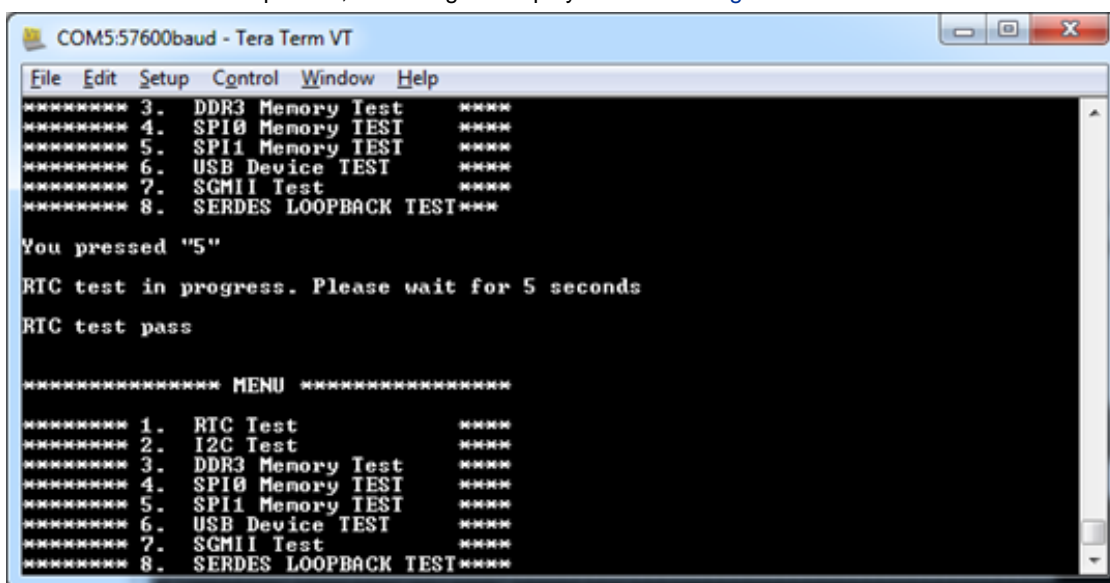 COM5:57600baud - Tera Term VT
File Edit Setup Control Window Help
******** 3. DDR3 Memory Test ****
******** 4. SPI0 Memory TEST ****
******** 5. SPI1 Memory TEST ****
******** 6. USB Device TEST ****
******** 7. SGMII Test ****
******** 8. SERDES LOOPBACK TEST***
You pressed "5"
RTC test in progress. Please wait for 5 seconds
RTC test pass
*************** MENU ****************
******** 1. RTC Test ****
******** 2. I2C Test ****
******** 3. DDR3 Memory Test ****
******** 4. SPI0 Memory TEST ****
******** 5. SPI1 Memory TEST ****
******** 6. USB Device TEST ****
******** 7. SGMII Test ****
******** 8. SERDES LOOPBACK TEST****